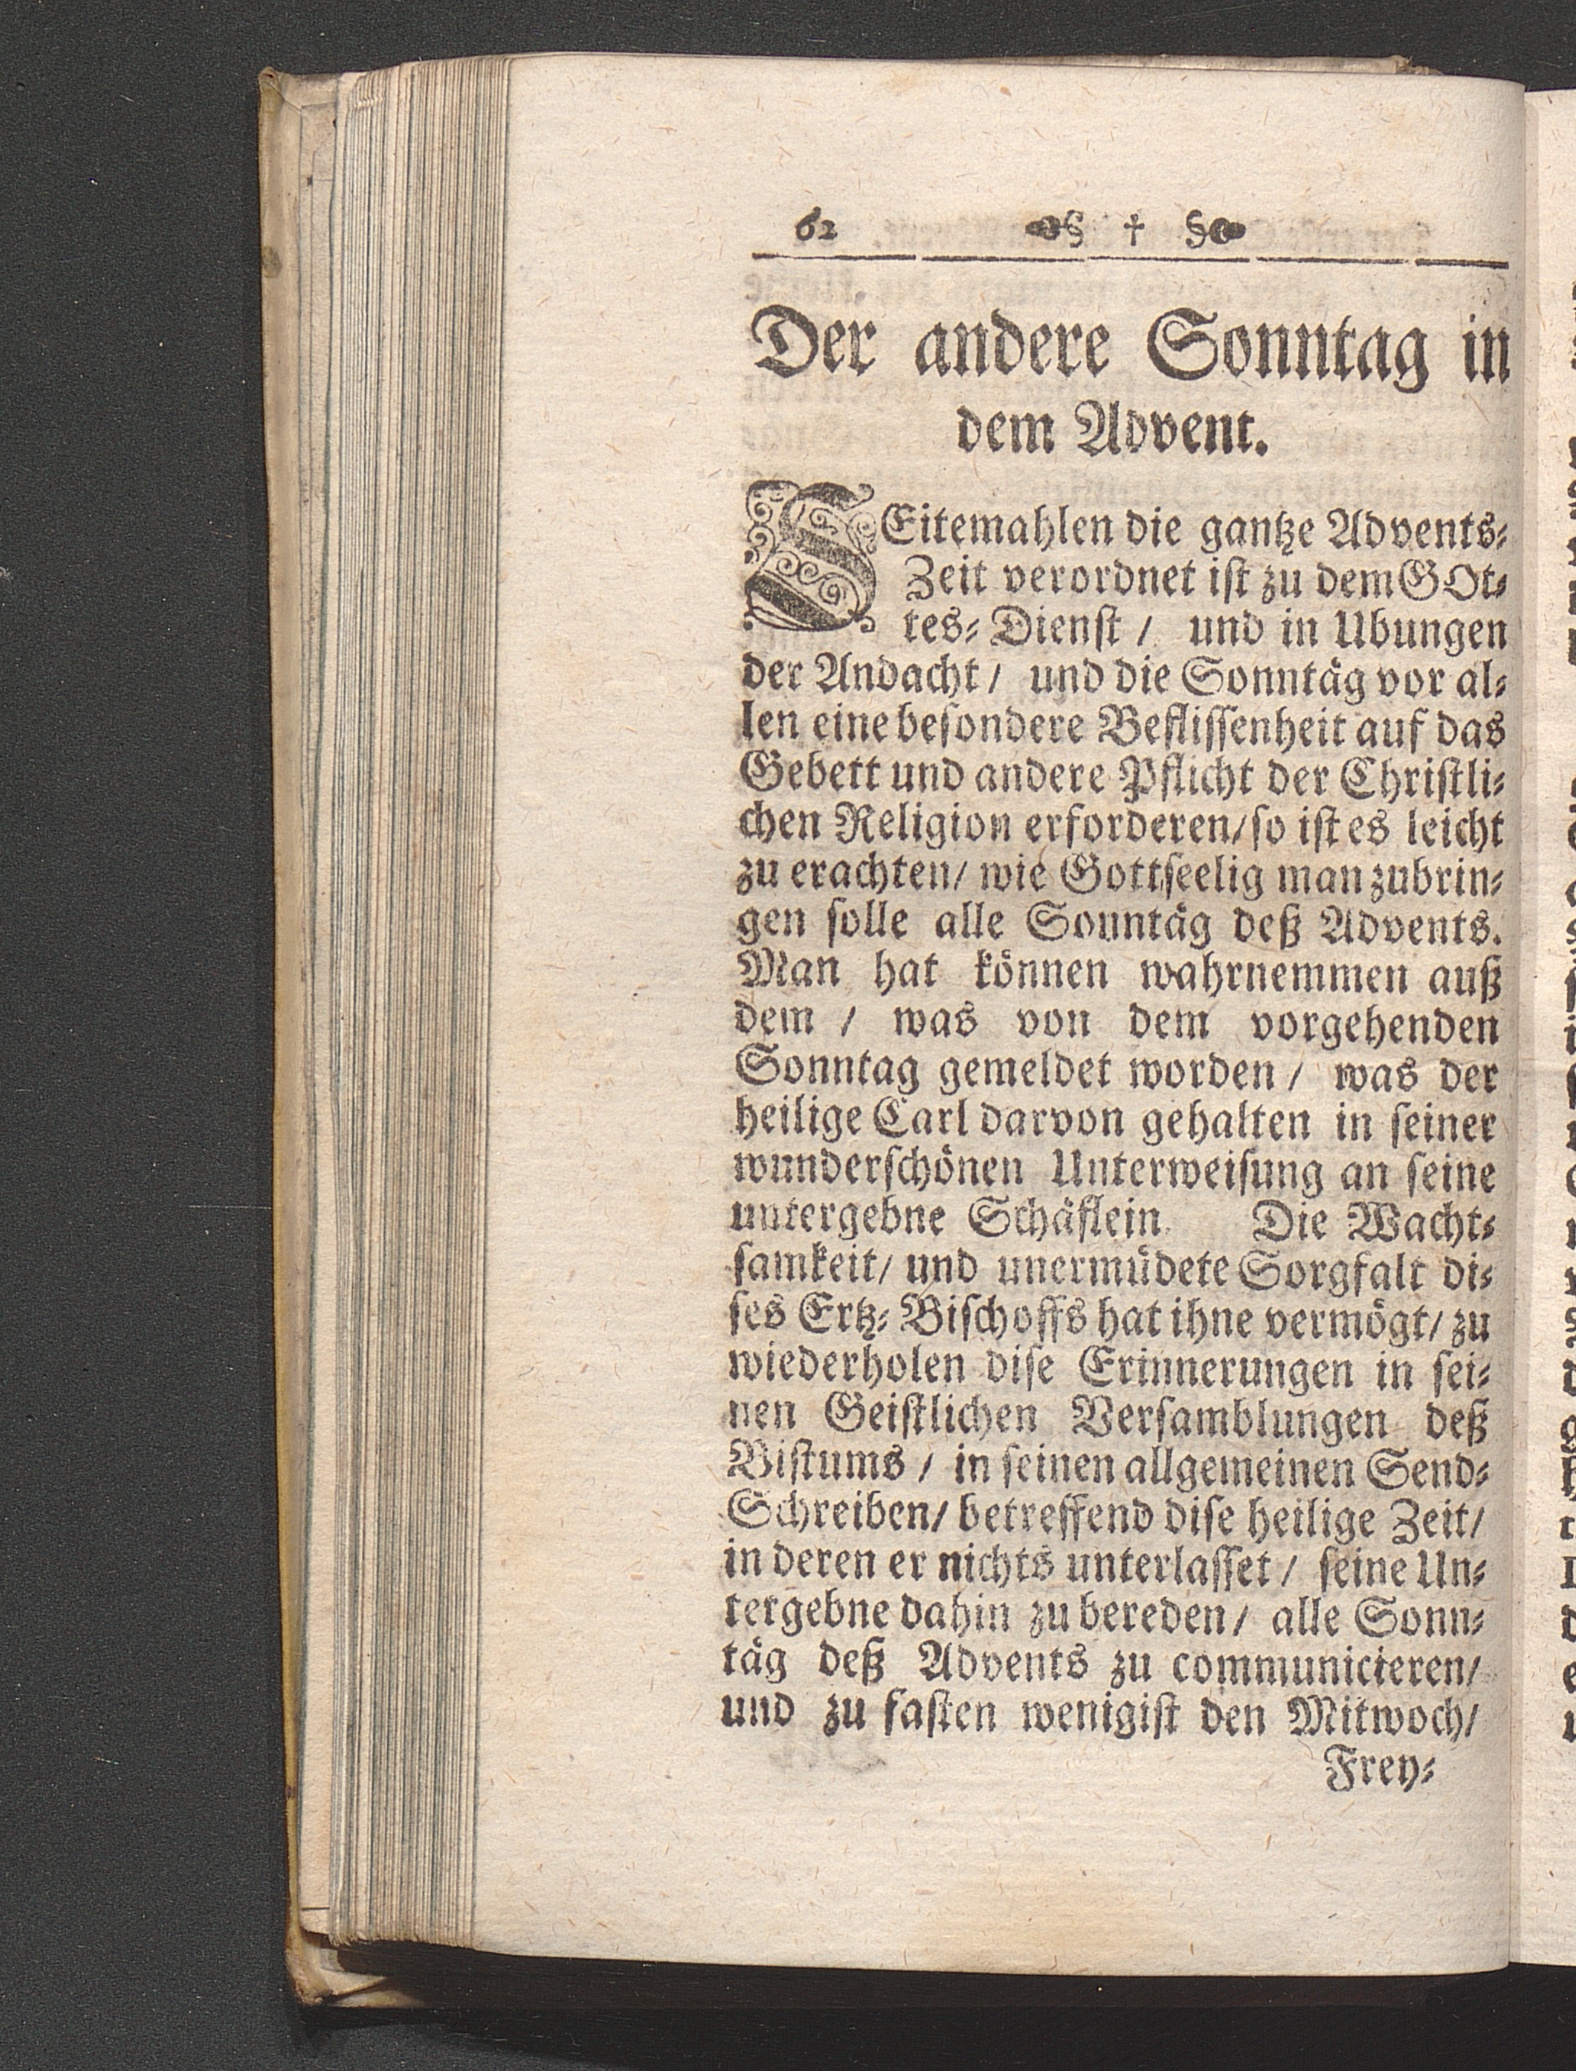 62 § † §
Der andere Sonntag in
dem Advent.
SEitemahlen die gantze Advents-
Zeit verordnet ist zu dem GOt-
tes-Dienst / und in Ubungen
der Andacht / und die Sonntäg vor al-
len eine besondere Beflissenheit auf das
Gebett und andere Pflicht der Christli-
chen Religion erforderen/ so ist es leicht
zu erachten/ wie Gottseelig man zubrin-
gen solle alle Sonntäg deß Advents.
Man hat können wahrnemmen auß
dem / was von dem vorgehenden
Sonntag gemeldet worden / was der
heilige Carl darvon gehalten in seiner
wunderschönen Unterweisung an seine
untergebne Schäflein. Die Wacht-
samkeit/ und unermüdete Sorgfalt di-
ses Ertz-Bischoffs hat ihne vermögt/ zu
wiederholen dise Erinnerungen in sei-
nen Geistlichen Versamblungen deß
Bistums / in seinen allgemeinen Send-
Schreiben/ betreffend dise heilige Zeit/
in deren er nichts unterlasset / seine Un-
tergebne dahin zu bereden / alle Sonn-
täg deß Advents zu communicieren/
und zu fasten wenigist den Mitwoch/
Frey-